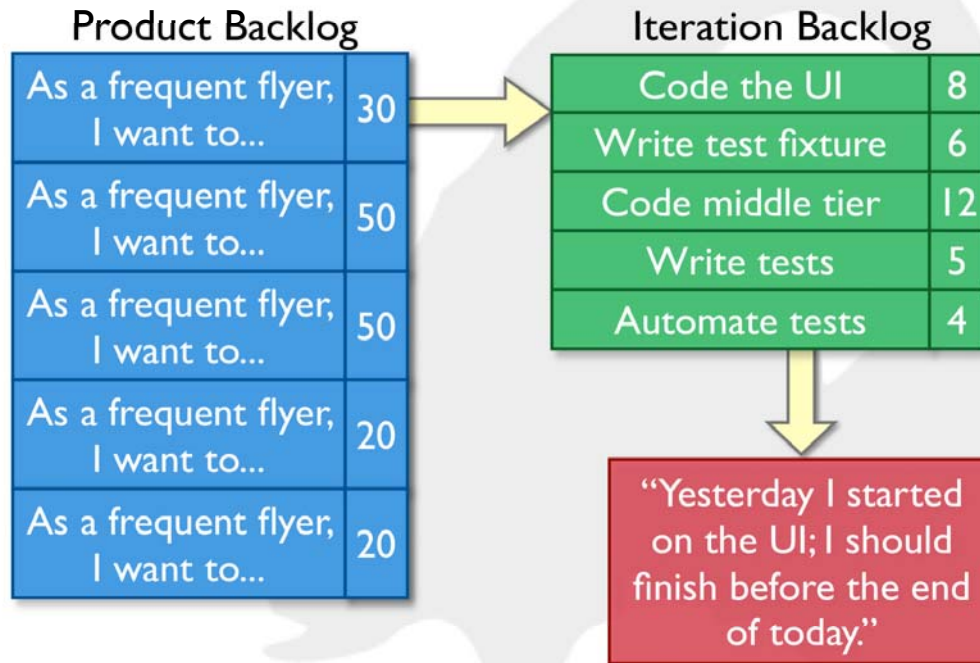 Product Backlog
As a frequent flyer,
I want to...
30
As a frequent flyer,
I want to...
50
As a frequent flyer,
I want to...
50
As a frequent flyer,
I want to...
20
As a frequent flyer,
I want to...
20
Iteration Backlog
Code the UI 8
Write test fixture 6
Code middle tier 12
Write tests 5
Automate tests 4
“Yesterday I started
on the UI; I should
finish before the end
of today.”